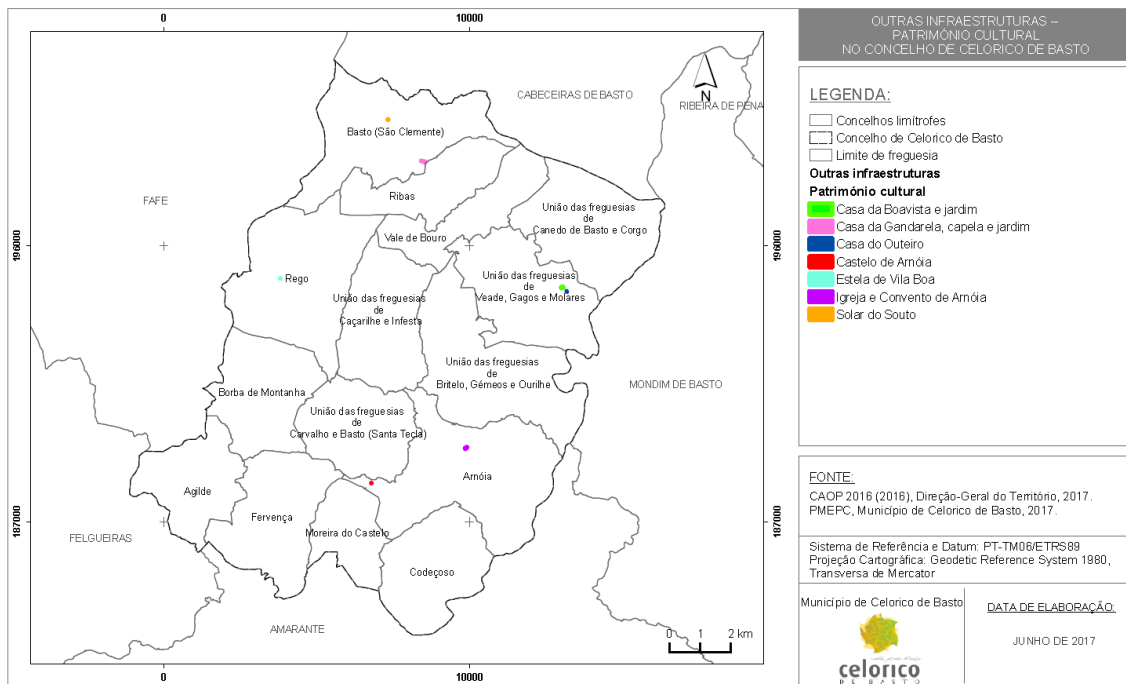 0
10000
OUTRAS INFRAESTRUTURAS –
PATRIMÓNIO CULTURAL
NO CONCELHO DE CELORICO DE BASTO
N
CABECEIRAS DE BASTO
RIBEIRA DE PENA
Basto (São Clemente)
Ribas
FAFE
União das freguesias
de
Canedo de Basto e Corgo
Vale de Bouro
196000
196000
Rego
União das freguesias
de
Veade, Gagos e Molares
União das freguesias
de
Caçarilhe e Infesta
União das freguesias
de
Britelo, Gémeos e Ourilhe
MONDIM DE BASTO
Borba de Montanha
União das freguesias
de
Carvalho e Basto (Santa Tecla)
Arnóia
Agilde
Fervença
Moreira do Castelo
187000
187000
FELGUEIRAS
Codeçoso
AMARANTE
0 1 2 km
0
10000
LEGENDA:
Concelhos limítrofes
Concelho de Celorico de Basto
Limite de freguesia
Outras infraestruturas
Património cultural
Casa da Boavista e jardim
Casa da Gandarela, capela e jardim
Casa do Outeiro
Castelo de Arnóia
Estela de Vila Boa
Igreja e Convento de Arnóia
Solar do Souto
FONTE:
CAOP 2016 (2016), Direção-Geral do Território, 2017.
PMEPC, Município de Celorico de Basto, 2017.
Sistema de Referência e Datum: PT-TM06/ETRS89
Projeção Cartográfica: Geodetic Reference System 1980,
Transversa de Mercator
Município de Celorico de Basto
celorico
DE BASTO
DATA DE ELABORAÇÃO:
JUNHO DE 2017